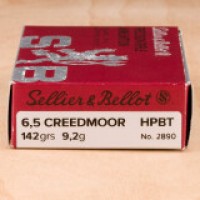 S&B
Sellier & Bellot
6,5 CREEDMOOR HPBT
142grs 9,2g No. 2890